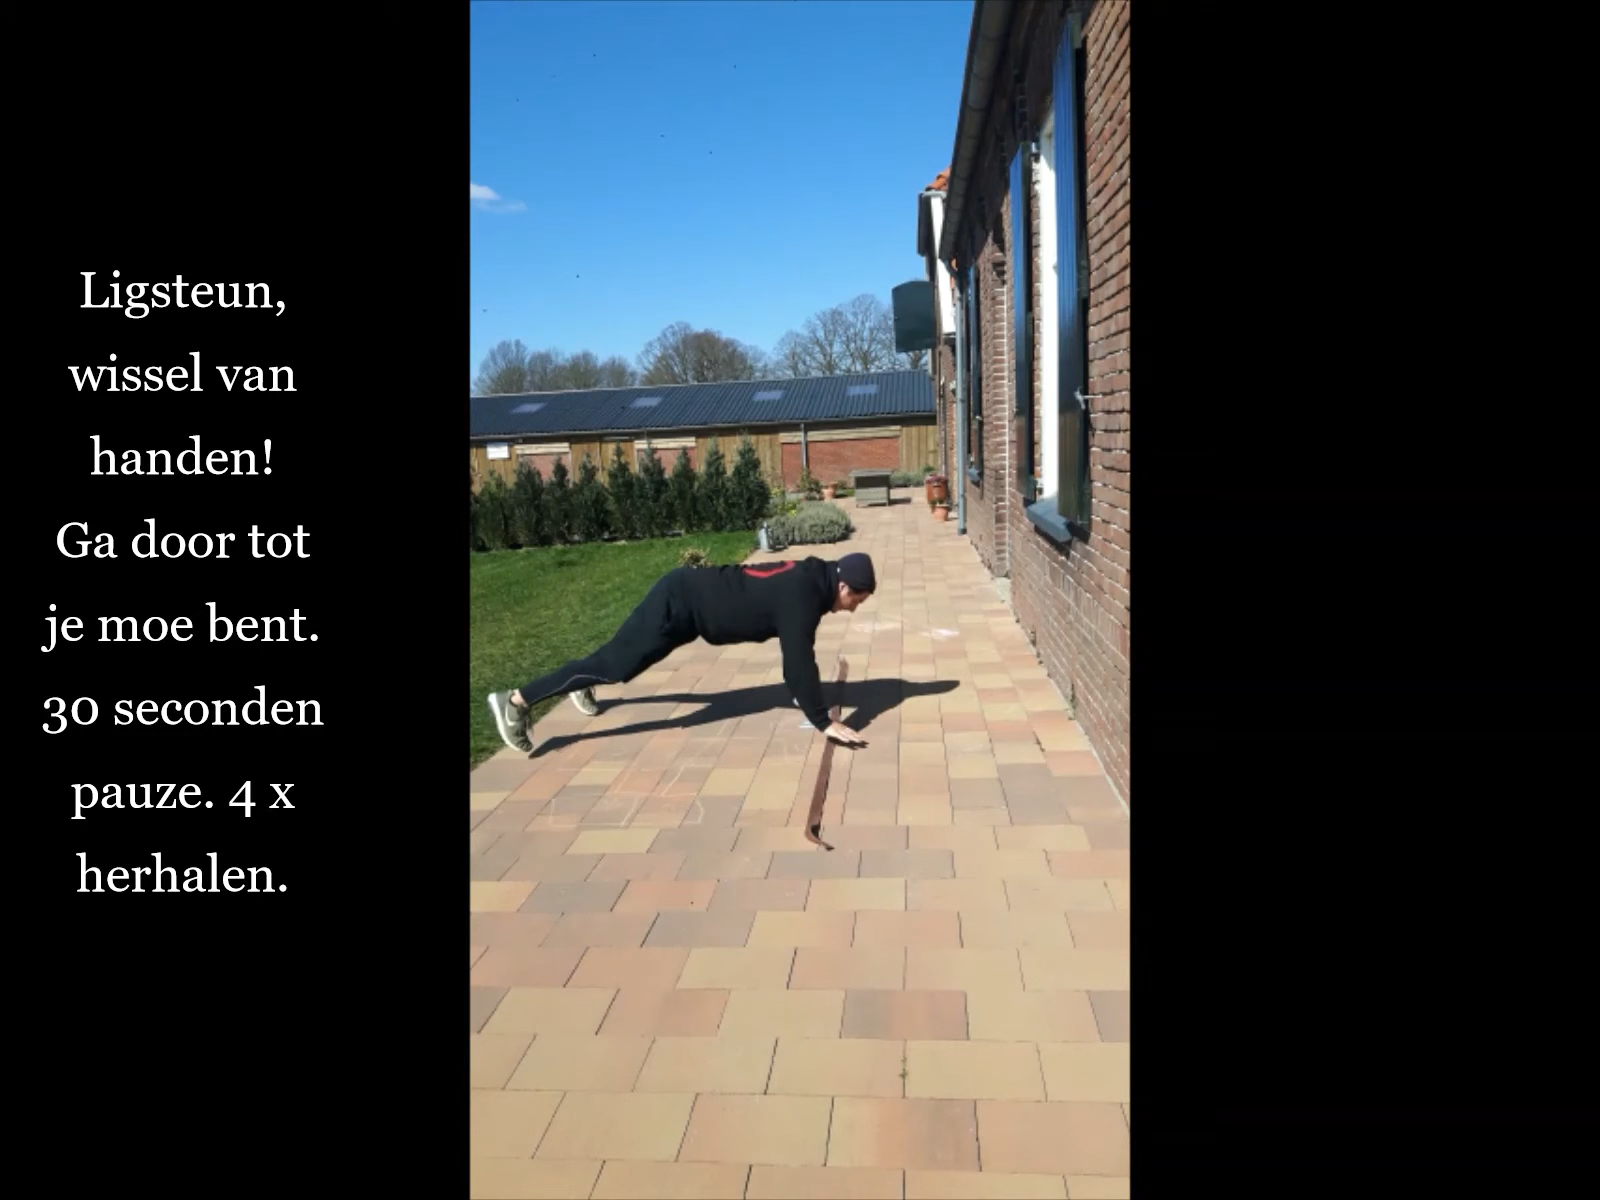 Ligsteun,
wissel van
handen!
Ga door tot
je moe bent.
30 seconden
pauze. 4 x
herhalen.